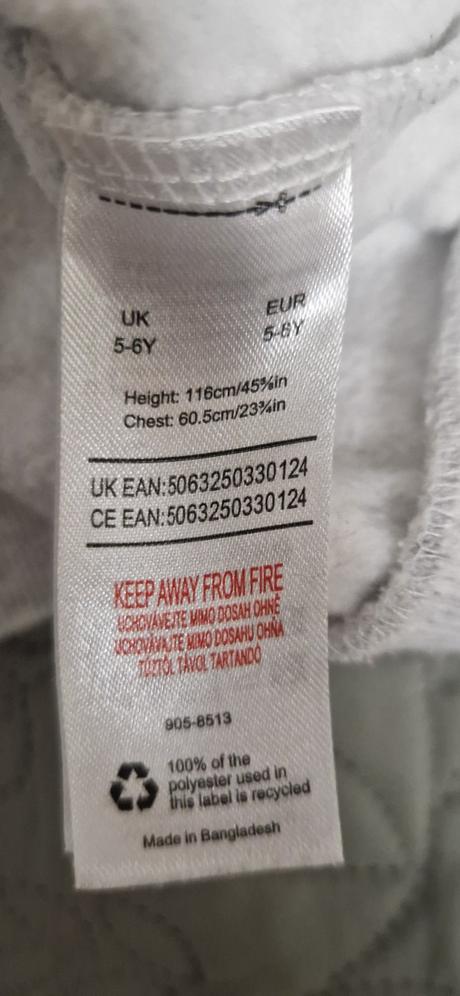 UK EUR
5-6Y 5-6Y
Height: 116cm/45⅝in
Chest: 60.5cm/23¾in
UK EAN:5063250330124
CE EAN:5063250330124
KEEP AWAY FROM FIRE
UCHOVÁVEJTE MIMO DOSAH OHNĚ
UCHOVÁVAJTE MIMO DOSAHU OHŇA
TŰZTŐL TÁVOL TARTANDÓ
905-8513
100% of the
polyester used in
this label is recycled
Made in Bangladesh